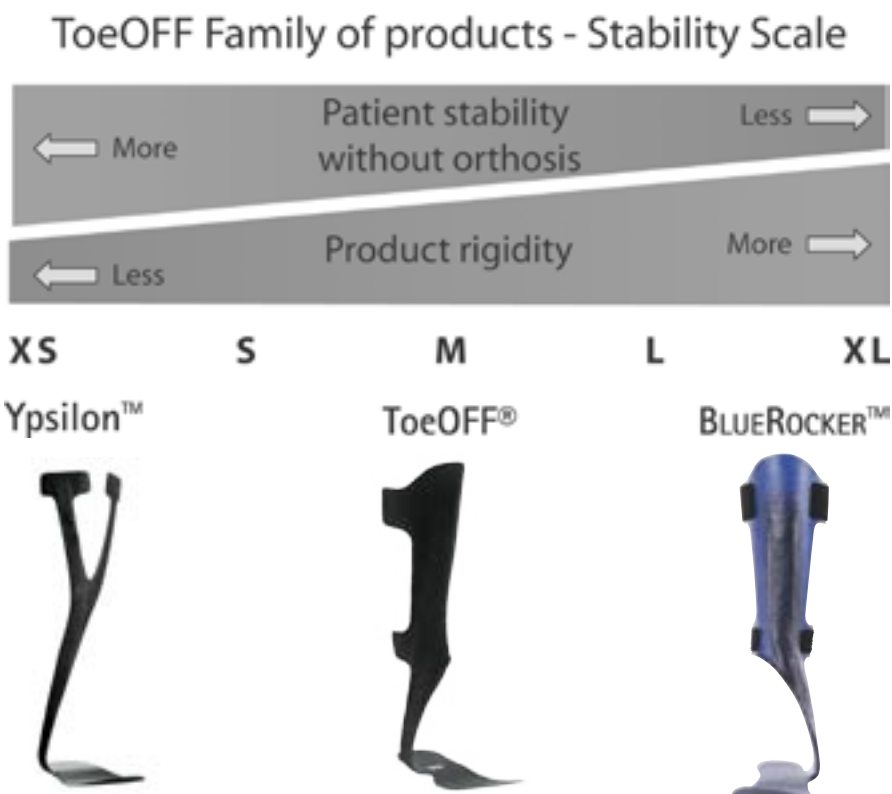 ToeOFF Family of products - Stability Scale
Patient stability
without orthosis
More
Less
Product rigidity
Less
More
XS S M L XL
Ypsilon™ ToeOFF® BLUEROCKER™